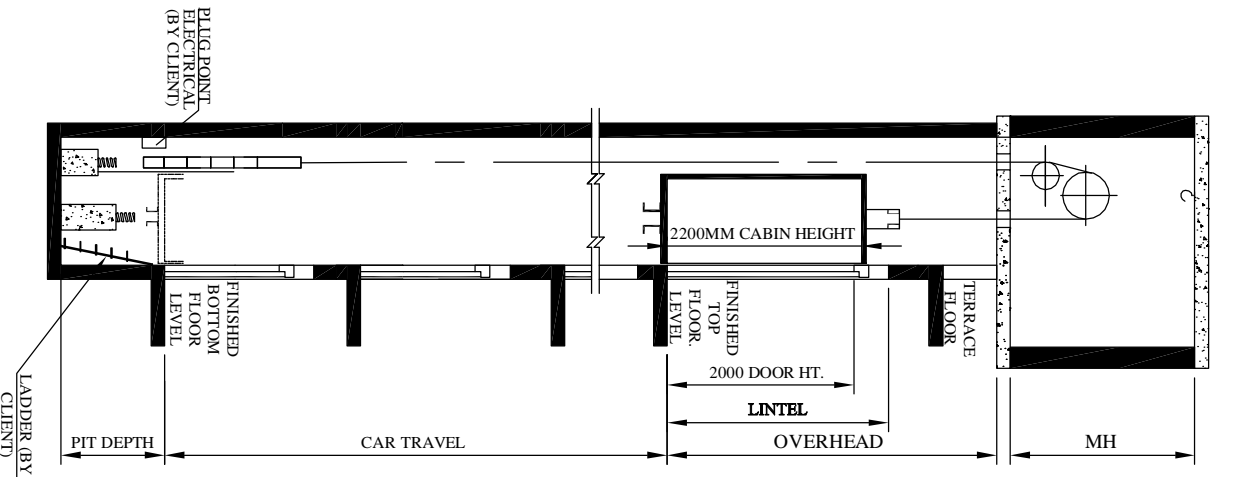 PLUG POINT
ELECTRICAL
(BY CLIENT)
2200MM CABIN HEIGHT
FINISHED
BOTTOM
FLOOR
LEVEL
FINISHED
TOP
FLOOR.
LEVEL
TERRACE
FLOOR
2000 DOOR HT.
LINTEL
LADDER (BY
CLIENT)
PIT DEPTH
CAR TRAVEL
OVERHEAD
MH